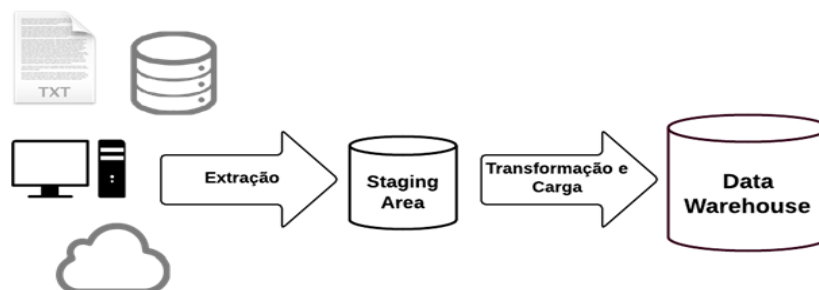 TXT
Extração
Staging
Area
Transformação e
Carga
Data
Warehouse